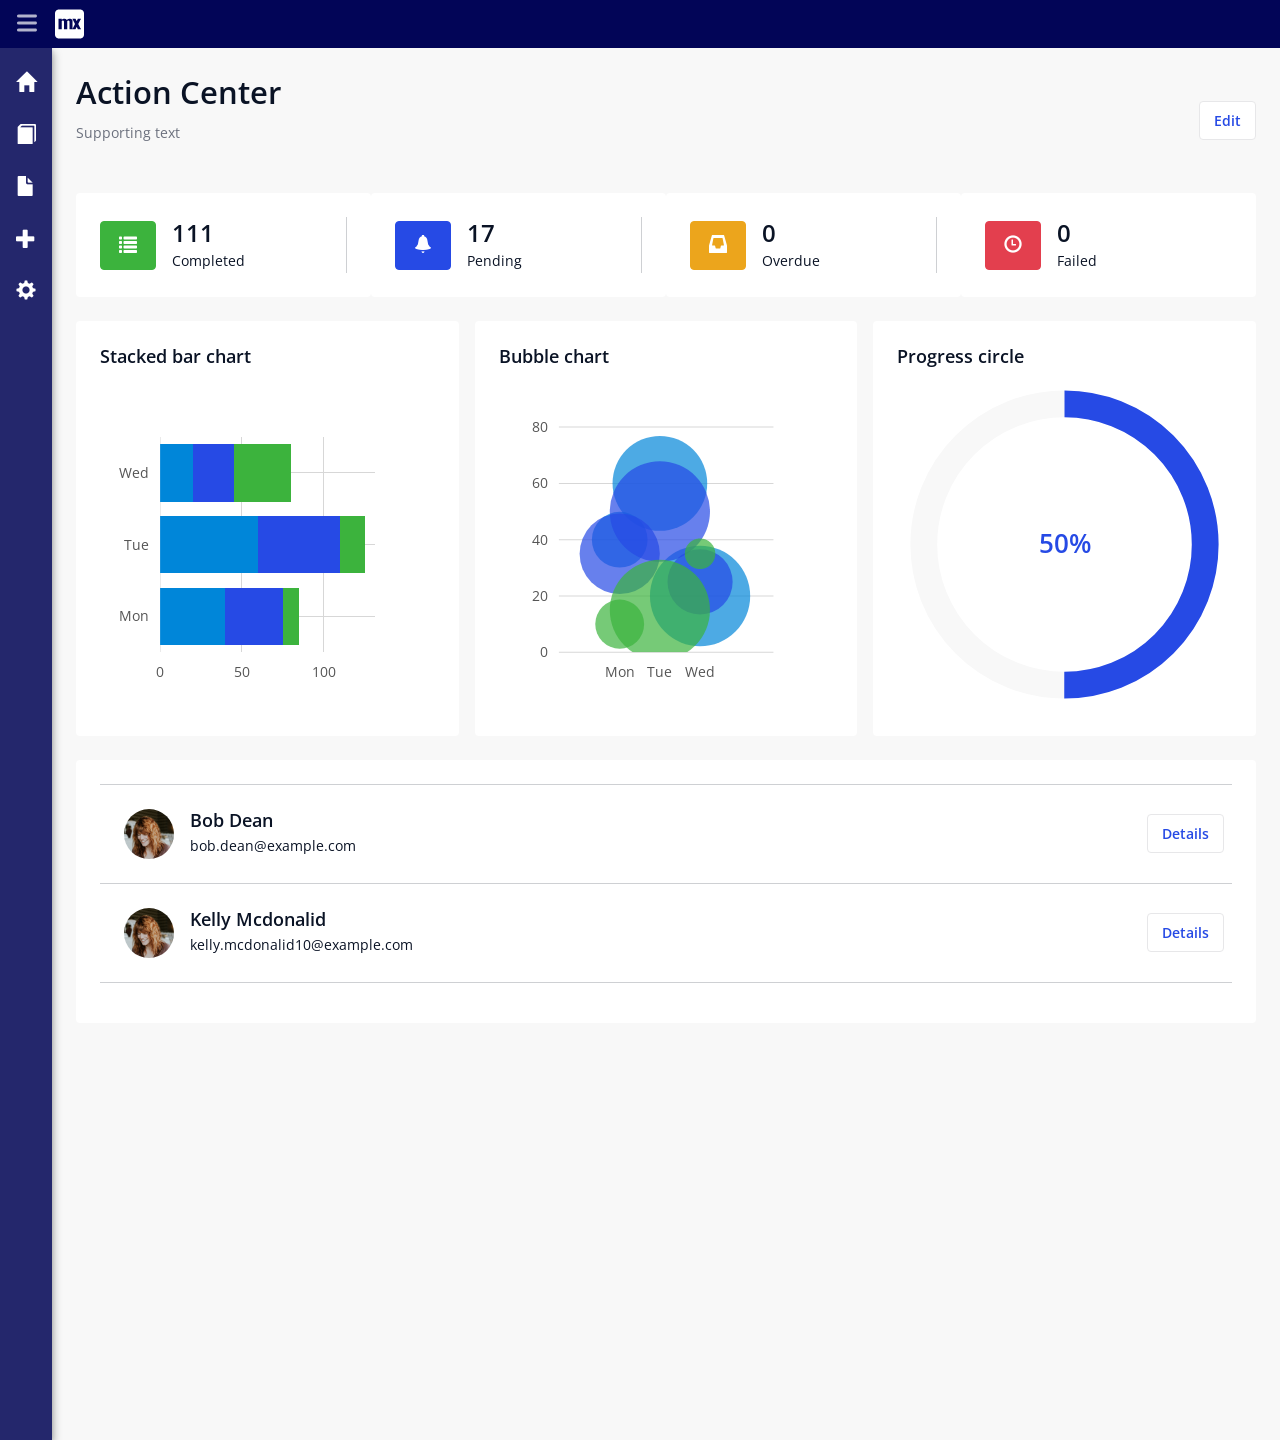 mx
Action Center
Supporting text
Edit
111
Completed
17
Pending
0
Overdue
0
Failed
Stacked bar chart
Wed
Tue
Mon
0 50 100
Bubble chart
80
60
40
20
0
Mon Tue Wed
Progress circle
50%
Bob Dean
bob.dean@example.com
Details
Kelly Mcdonalid
kelly.mcdonalid10@example.com
Details